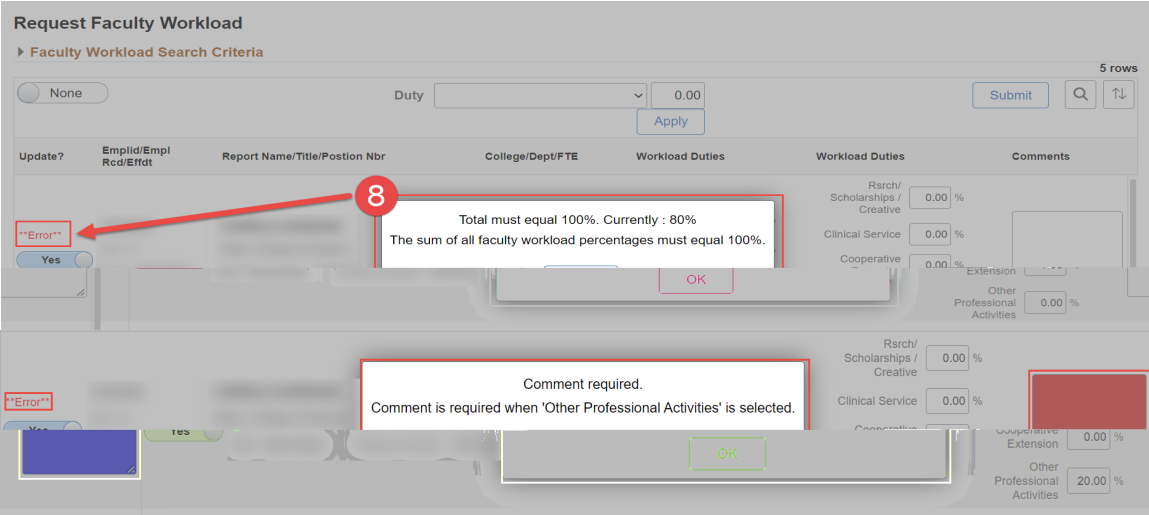 Request Faculty Workload
Faculty Workload Search Criteria
5 rows
None
Duty
0.00
Submit
Apply
Update?
Emplid/Empl
Rcd/Effdt
Report Name/Title/Postion Nbr
College/Dept/FTE
Workload Duties
Workload Duties
Comments
8
**Error**
Yes
Total must equal 100%. Currently : 80%
The sum of all faculty workload percentages must equal 100%.
OK
Rsrch/
Scholarships /
Creative
0.00 %
Clinical Service
0.00 %
Cooperative
0.00 %
Extension
Other
Professional
Activities
0.00 %
**Error**
Yes
Comment required.
Comment is required when 'Other Professional Activities' is selected.
OK
Rsrch/
Scholarships /
Creative
0.00 %
Clinical Service
0.00 %
Cooperative
Extension
0.00 %
Other
Professional
Activities
20.00 %